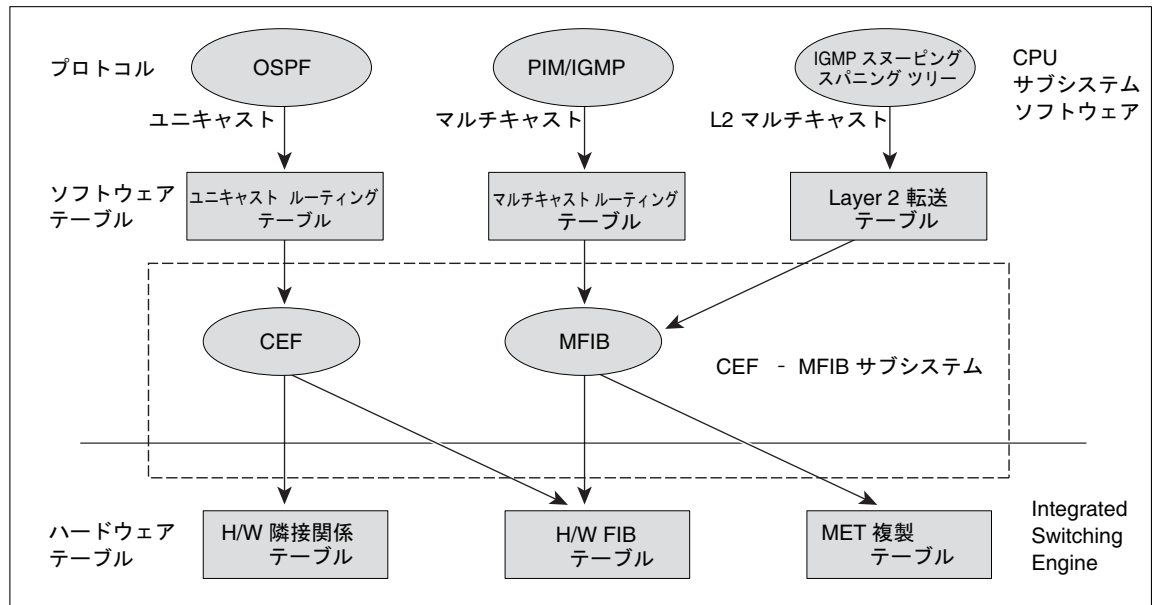 プロトコル
OSPF
PIM/IGMP
IGMP スヌーピング
スパニング ツリー
CPU
サブシステム
ソフトウェア
ユニキャスト
マルチキャスト
L2 マルチキャスト
ソフトウェア
テーブル
ユニキャスト ルーティング
テーブル
マルチキャスト ルーティング
テーブル
Layer 2 転送
テーブル
CEF
MFIB
CEF - MFIB サブシステム
ハードウェア
テーブル
H/W 隣接関係
テーブル
H/W FIB
テーブル
MET 複製
テーブル
Integrated
Switching
Engine